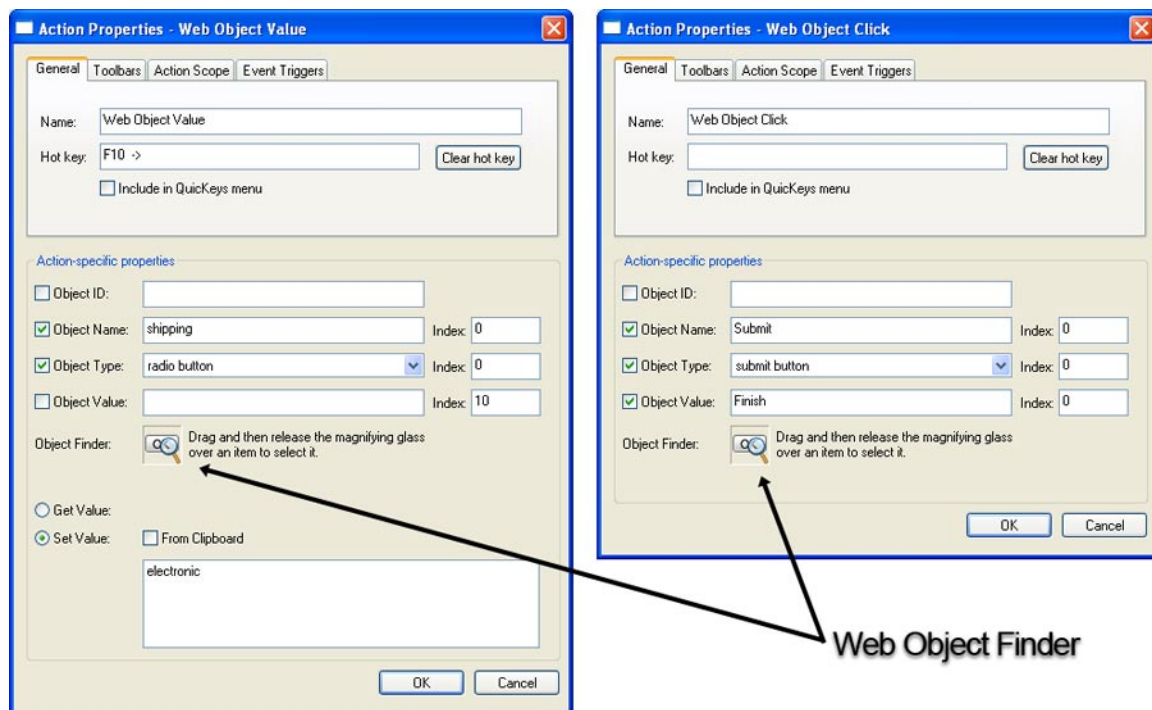 Action Properties - Web Object Value
General Toolbars Action Scope Event Triggers
Name: Web Object Value
Hot key: F10 -> Clear hot key
Include in QuicKeys menu
Action-specific properties
Object ID:
Object Name: shipping Index: 0
Object Type: radio button Index: 0
Object Value: Index: 10
Object Finder: Drag and then release the magnifying glass
over an item to select it.
Get Value:
Set Value: From Clipboard
electronic
OK Cancel
Action Properties - Web Object Click
General Toolbars Action Scope Event Triggers
Name: Web Object Click
Hot key: Clear hot key
Include in QuicKeys menu
Action-specific properties
Object ID:
Object Name: Submit Index: 0
Object Type: submit button Index: 0
Object Value: Finish Index: 0
Object Finder: Drag and then release the magnifying glass
over an item to select it.
OK Cancel
Web Object Finder